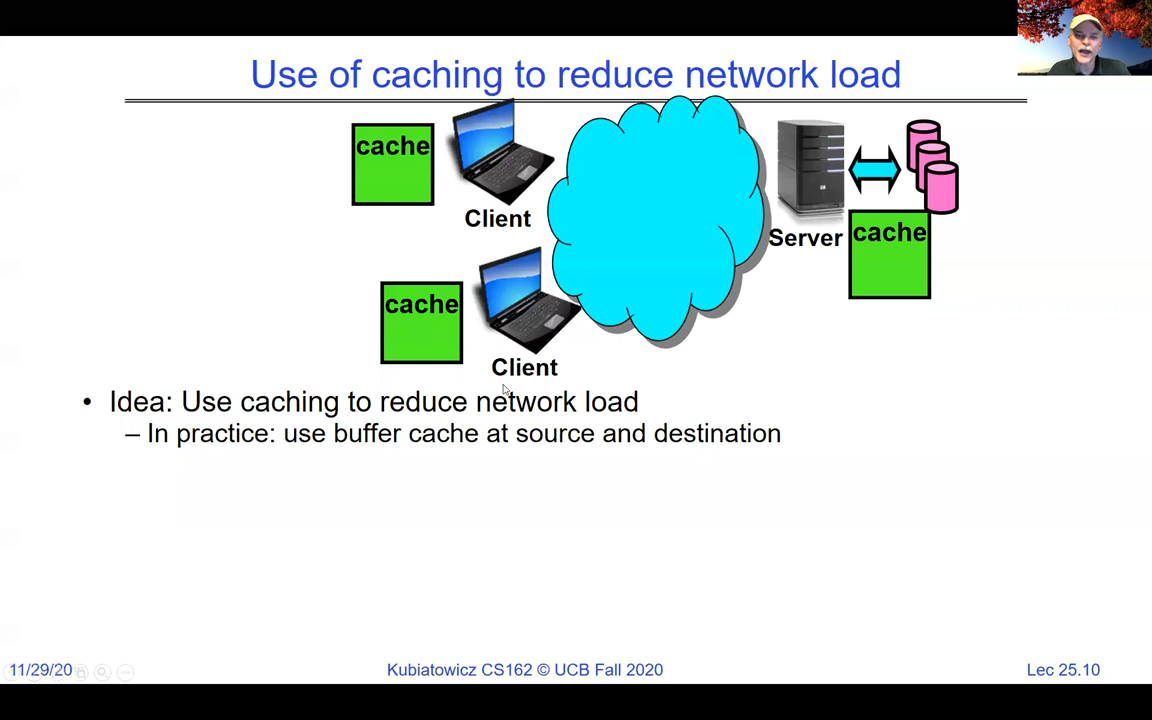 Use of caching to reduce network load
cache
Client
cache
Client
Server
cache
• Idea: Use caching to reduce network load
– In practice: use buffer cache at source and destination
11/29/20
Kubiatowicz CS162 © UCB Fall 2020
Lec 25.10